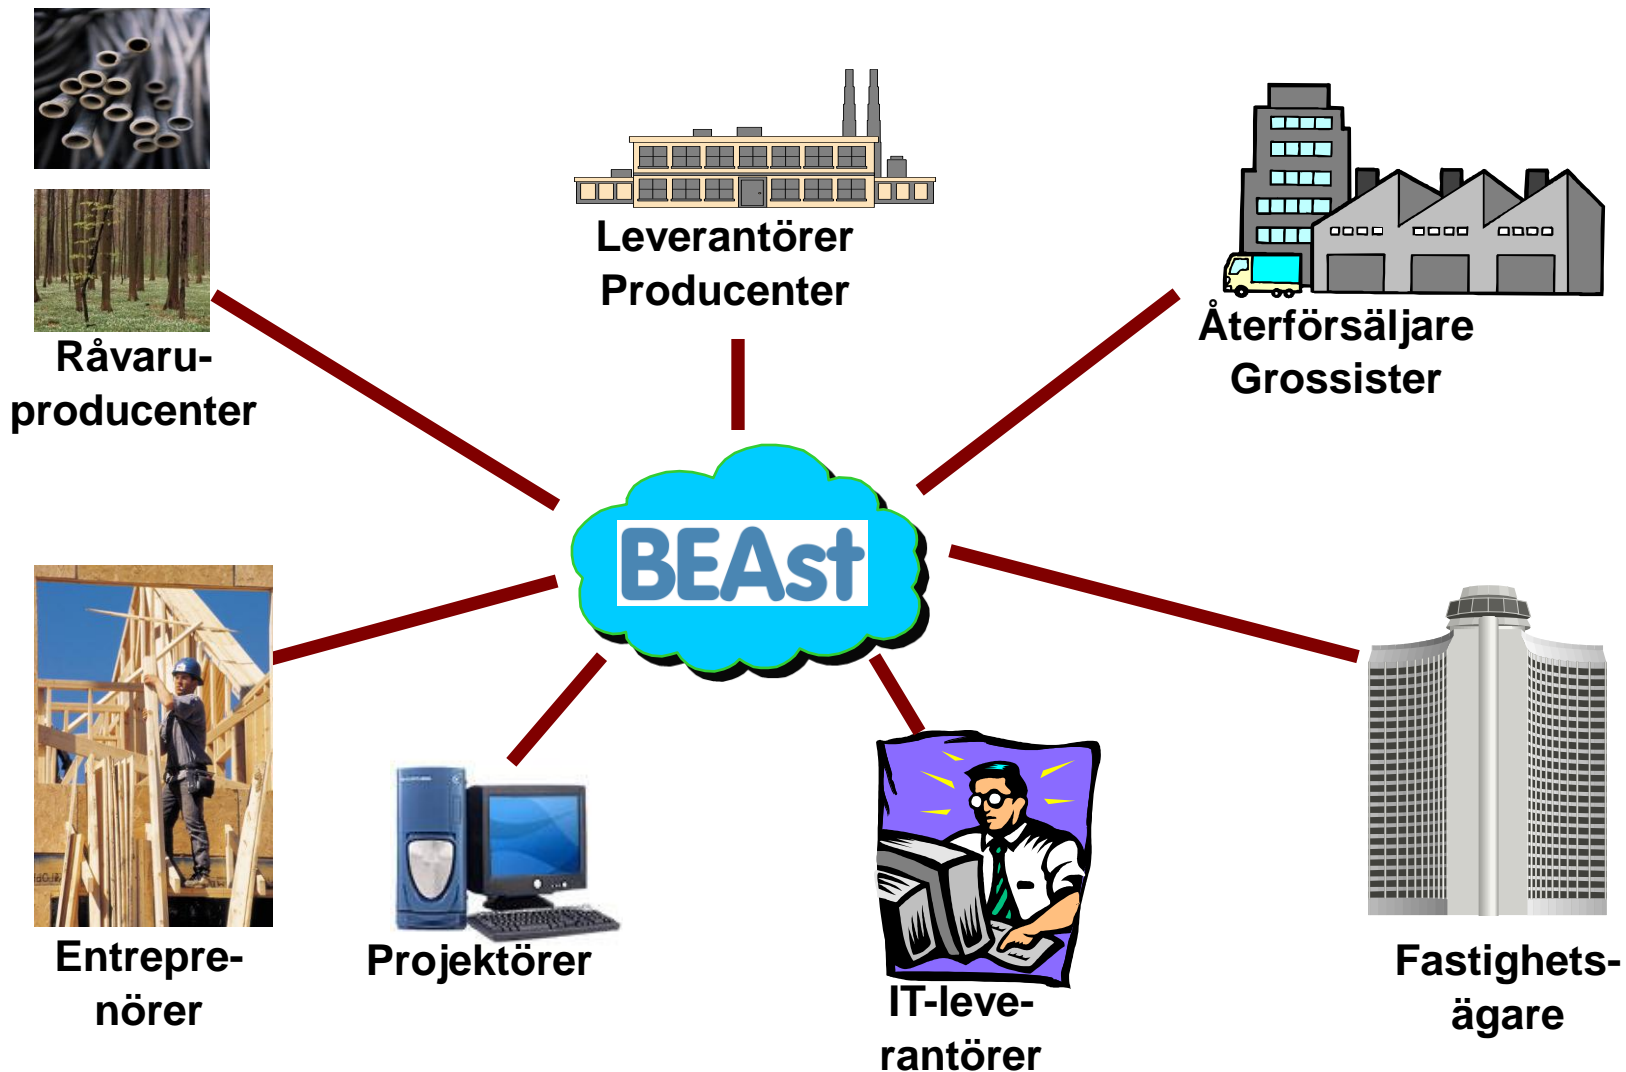 Leverantörer
Producenter
Återförsäljare
Grossister
Råvaru-
producenter
BEAst
Entrepre-
nörer
Projektörer
IT-leve-
rantörer
Fastighets-
ägare